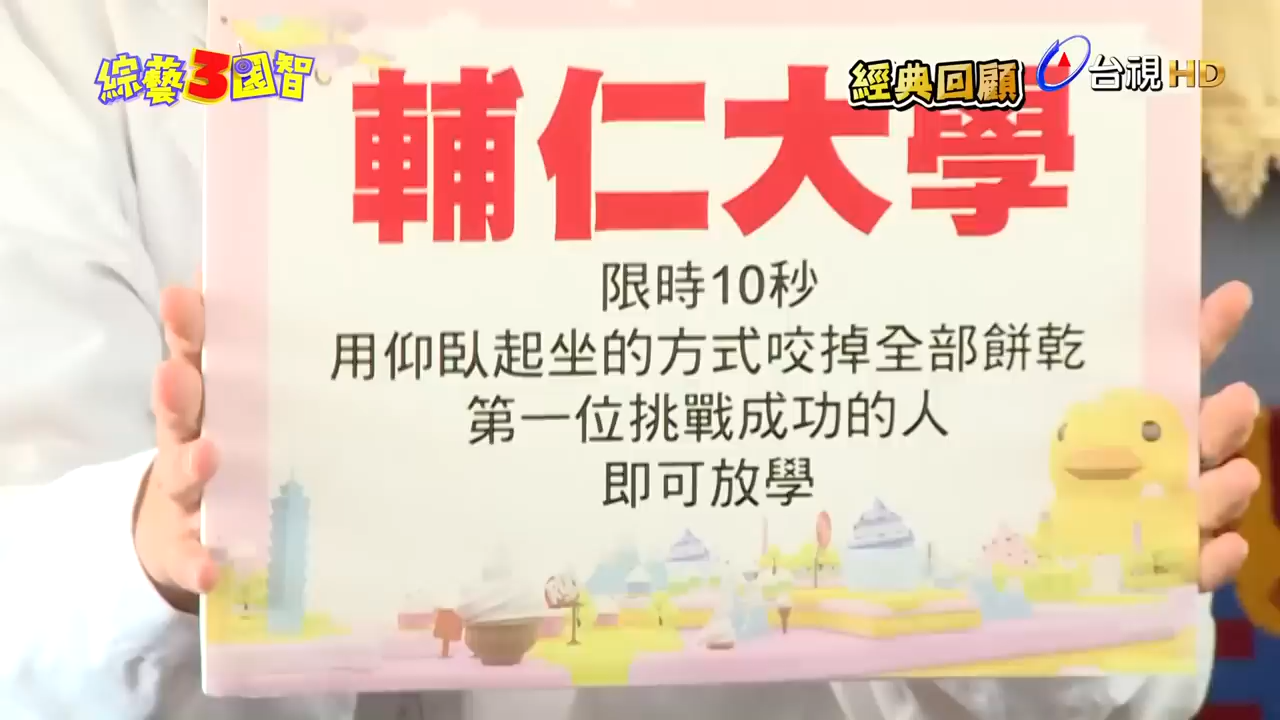 綜藝3國智
經典回顧
台視HD
輔仁大學
限時10秒
用仰臥起坐的方式咬掉全部餅乾
第一位挑戰成功的人
即可放學